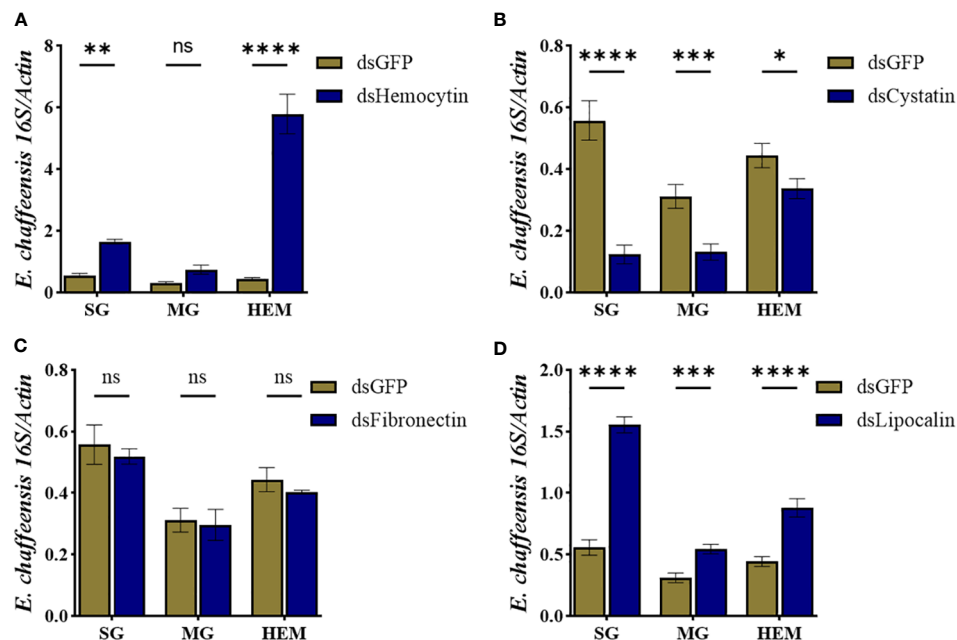 A
E. chaffeensis 16S/Actin
8
6
4
2
0
** ns ****
dsGFP
dsHemocytin
SG MG HEM
B
E. chaffeensis 16S/Actin
0.8
0.6
0.4
0.2
0.0
**** *** *
dsGFP
dsCystatin
SG MG HEM
C
E. chaffeensis 16S/Actin
0.8
0.6
0.4
0.2
0.0
ns ns ns
dsGFP
dsFibronectin
SG MG HEM
D
E. chaffeensis 16S/Actin
2.0
1.5
1.0
0.5
0.0
**** *** ****
dsGFP
dsLipocalin
SG MG HEM